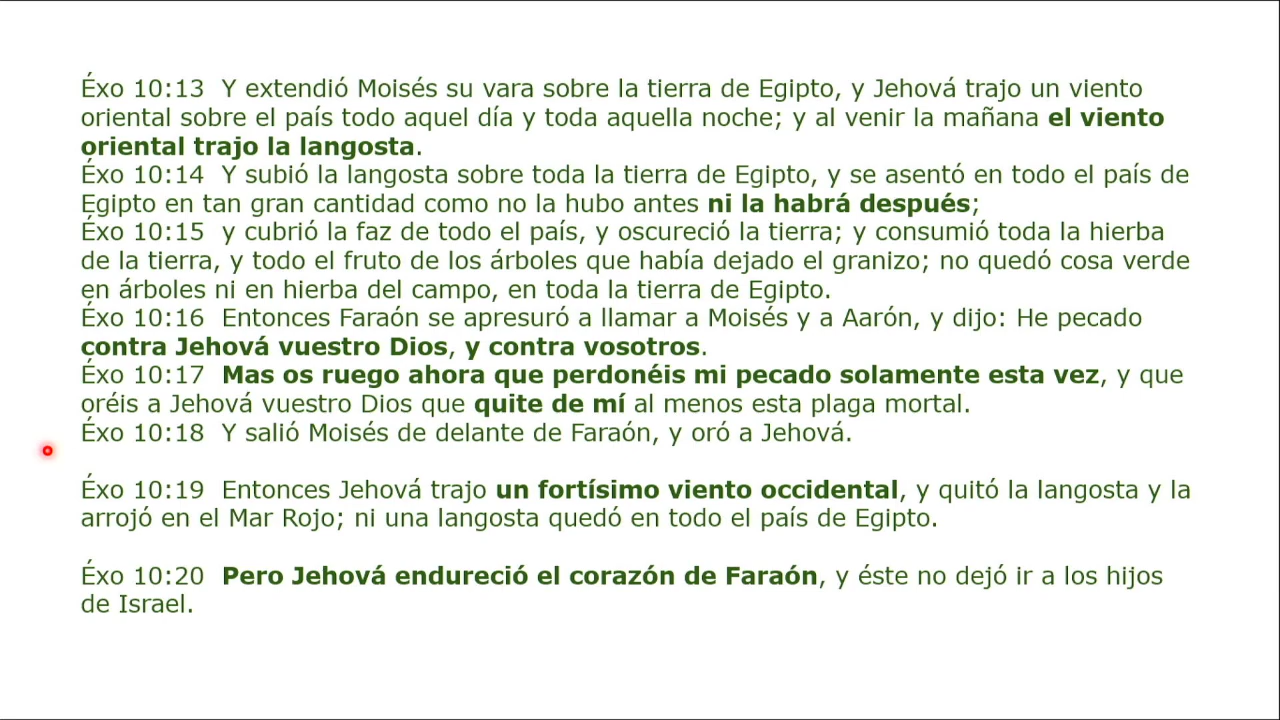 Éxo 10:13  Y extendió Moisés su vara sobre la tierra de Egipto, y Jehová trajo un viento
oriental sobre el país todo aquel día y toda aquella noche; y al venir la mañana el viento
oriental trajo la langosta.
Éxo 10:14  Y subió la langosta sobre toda la tierra de Egipto, y se asentó en todo el país de
Egipto en tan gran cantidad como no la hubo antes ni la habrá después;
Éxo 10:15  y cubrió la faz de todo el país, y oscureció la tierra; y consumió toda la hierba
de la tierra, y todo el fruto de los árboles que había dejado el granizo; no quedó cosa verde
en árboles ni en hierba del campo, en toda la tierra de Egipto.
Éxo 10:16  Entonces Faraón se apresuró a llamar a Moisés y a Aarón, y dijo: He pecado
contra Jehová vuestro Dios, y contra vosotros.
Éxo 10:17  Mas os ruego ahora que perdonéis mi pecado solamente esta vez, y que
oréis a Jehová vuestro Dios que quite de mí al menos esta plaga mortal.
Éxo 10:18  Y salió Moisés de delante de Faraón, y oró a Jehová.
Éxo 10:19  Entonces Jehová trajo un fortísimo viento occidental, y quitó la langosta y la
arrojó en el Mar Rojo; ni una langosta quedó en todo el país de Egipto.
Éxo 10:20  Pero Jehová endureció el corazón de Faraón, y éste no dejó ir a los hijos
de Israel.